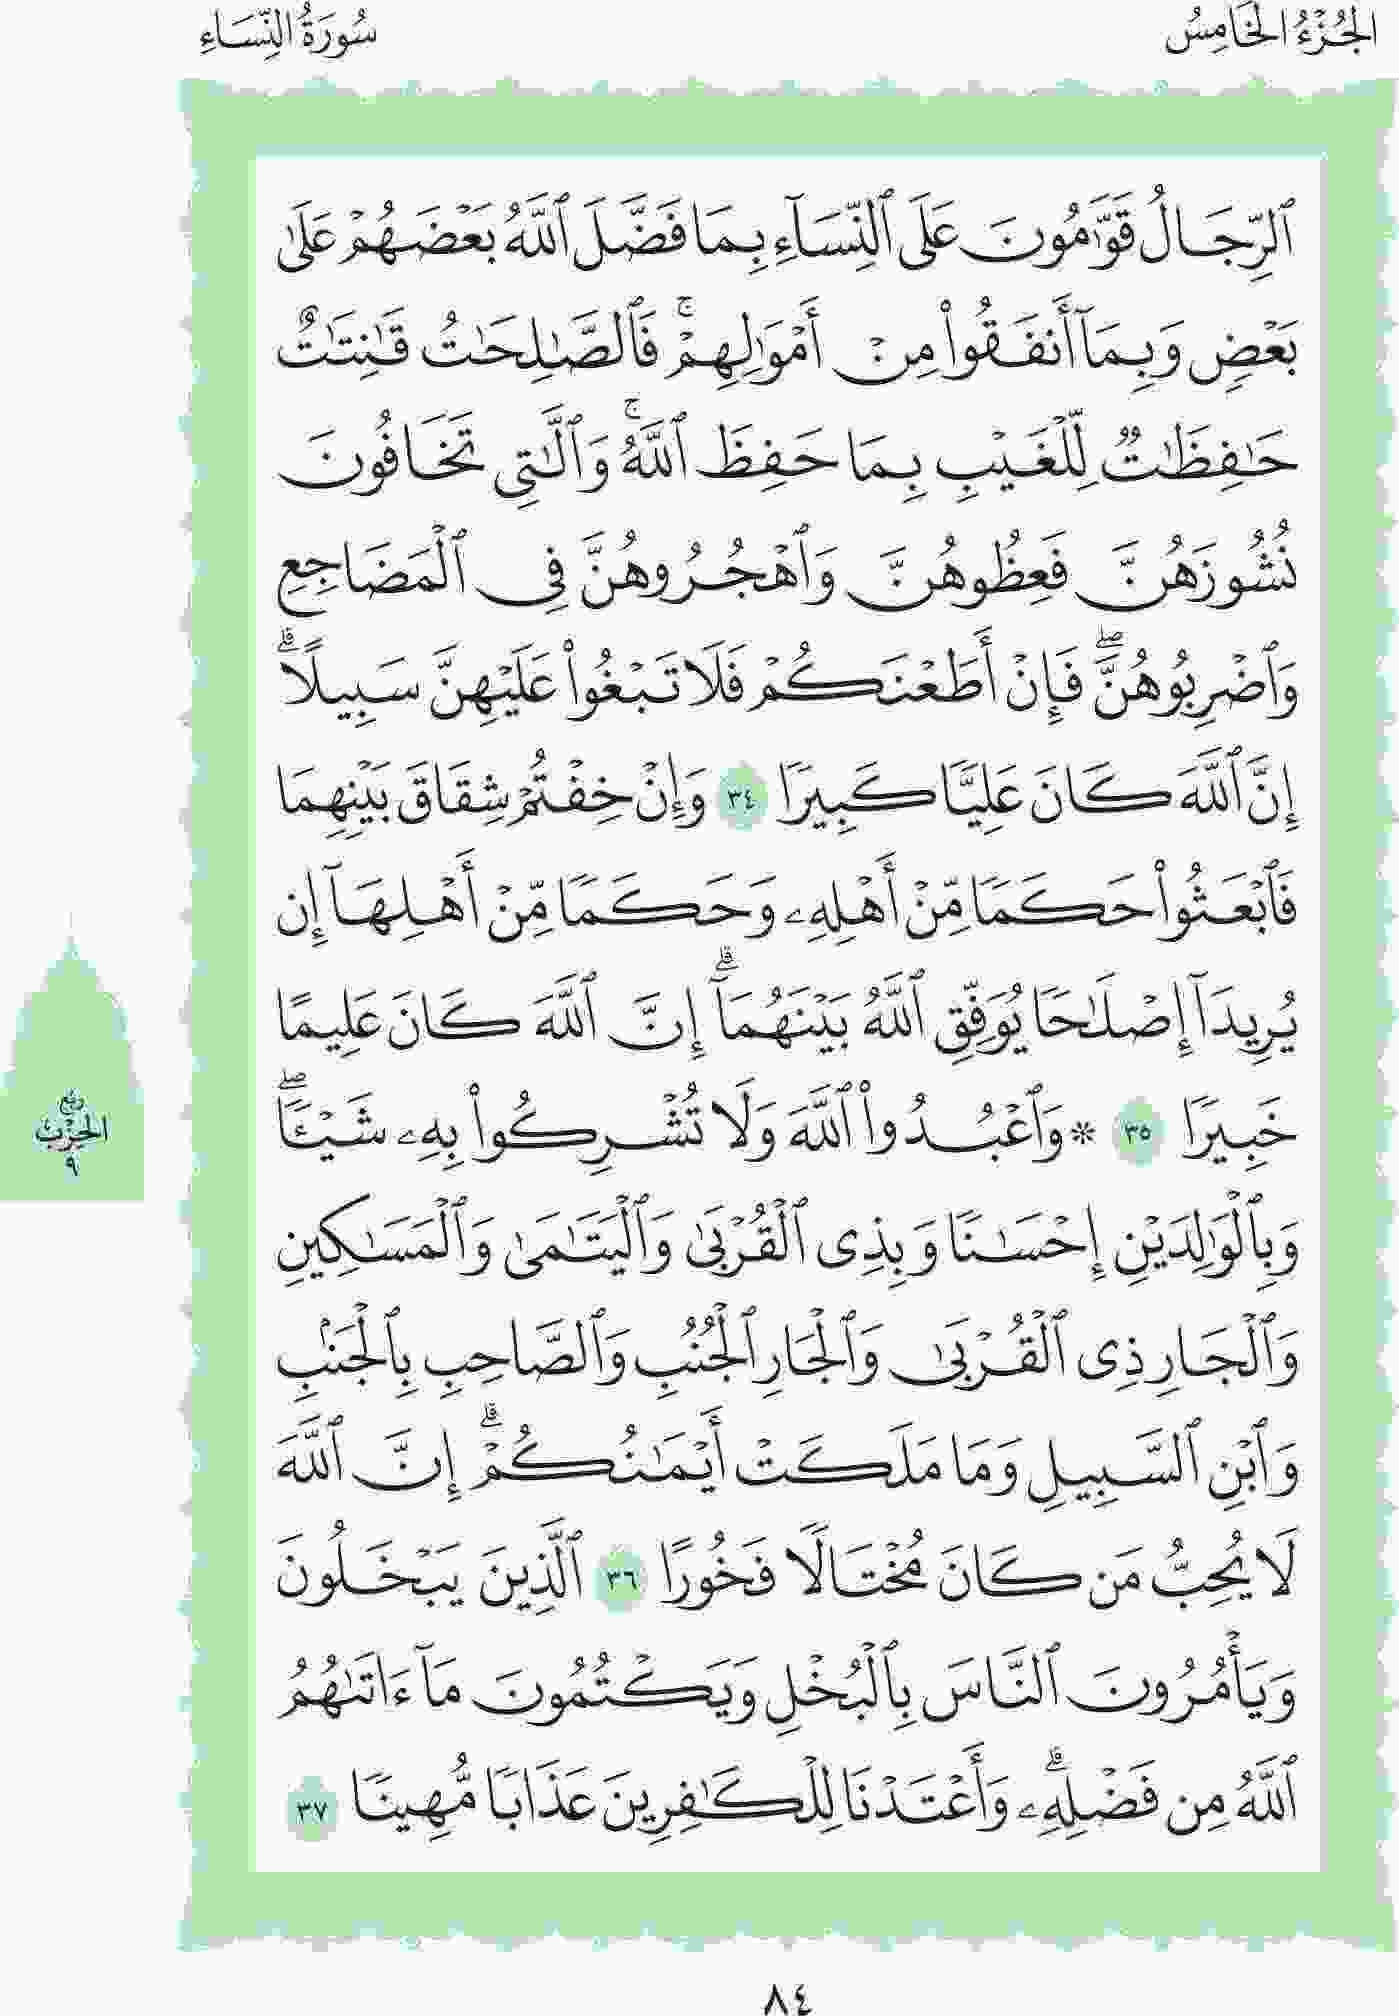 الجُزْءُ الخَامِسُ
سُورَةُ النِّسَاءِ
ٱلرِّجَالُ قَوَّٰمُونَ عَلَى ٱلنِّسَآءِ بِمَا فَضَّلَ ٱللَّهُ بَعۡضَهُمۡ عَلَىٰ
بَعۡضٖ وَبِمَآ أَنفَقُواْ مِنۡ أَمۡوَٰلِهِمۡۚ فَٱلصَّٰلِحَٰتُ قَٰنِتَٰتٌ
حَٰفِظَٰتٞ لِّلۡغَيۡبِ بِمَا حَفِظَ ٱللَّهُۚ وَٱلَّٰتِي تَخَافُونَ
نُشُوزَهُنَّ فَعِظُوهُنَّ وَٱهۡجُرُوهُنَّ فِي ٱلۡمَضَاجِعِ
وَٱضۡرِبُوهُنَّۖ فَإِنۡ أَطَعۡنَكُمۡ فَلَا تَبۡغُواْ عَلَيۡهِنَّ سَبِيلًاۗ
إِنَّ ٱللَّهَ كَانَ عَلِيّٗا كَبِيرٗا ٣٤ وَإِنۡ خِفۡتُمۡ شِقَاقَ بَيۡنِهِمَا
فَٱبۡعَثُواْ حَكَمٗا مِّنۡ أَهۡلِهِۦ وَحَكَمٗا مِّنۡ أَهۡلِهَآ إِن
يُرِيدَآ إِصۡلَٰحٗا يُوَفِّقِ ٱللَّهُ بَيۡنَهُمَآۗ إِنَّ ٱللَّهَ كَانَ عَلِيمًا
خَبِيرٗا ٣٥ ۞ وَٱعۡبُدُواْ ٱللَّهَ وَلَا تُشۡرِكُواْ بِهِۦ شَيۡـٔٗاۖ
وَبِٱلۡوَٰلِدَيۡنِ إِحۡسَٰنٗا وَبِذِي ٱلۡقُرۡبَىٰ وَٱلۡيَتَٰمَىٰ وَٱلۡمَسَٰكِينِ
وَٱلۡجَارِ ذِي ٱلۡقُرۡبَىٰ وَٱلۡجَارِ ٱلۡجُنُبِ وَٱلصَّاحِبِ بِٱلۡجَنۢبِ
وَٱبۡنِ ٱلسَّبِيلِ وَمَا مَلَكَتۡ أَيۡمَٰنُكُمۡۗ إِنَّ ٱللَّهَ
لَا يُحِبُّ مَن كَانَ مُخۡتَالٗا فَخُورًا ٣٦ ٱلَّذِينَ يَبۡخَلُونَ
وَيَأۡمُرُونَ ٱلنَّاسَ بِٱلۡبُخۡلِ وَيَكۡتُمُونَ مَآ ءَاتَىٰهُمُ
ٱللَّهُ مِن فَضۡلِهِۦۗ وَأَعۡتَدۡنَا لِلۡكَٰفِرِينَ عَذَابٗا مُّهِينٗا ٣٧
ربع
الحزب
٩
٨٤